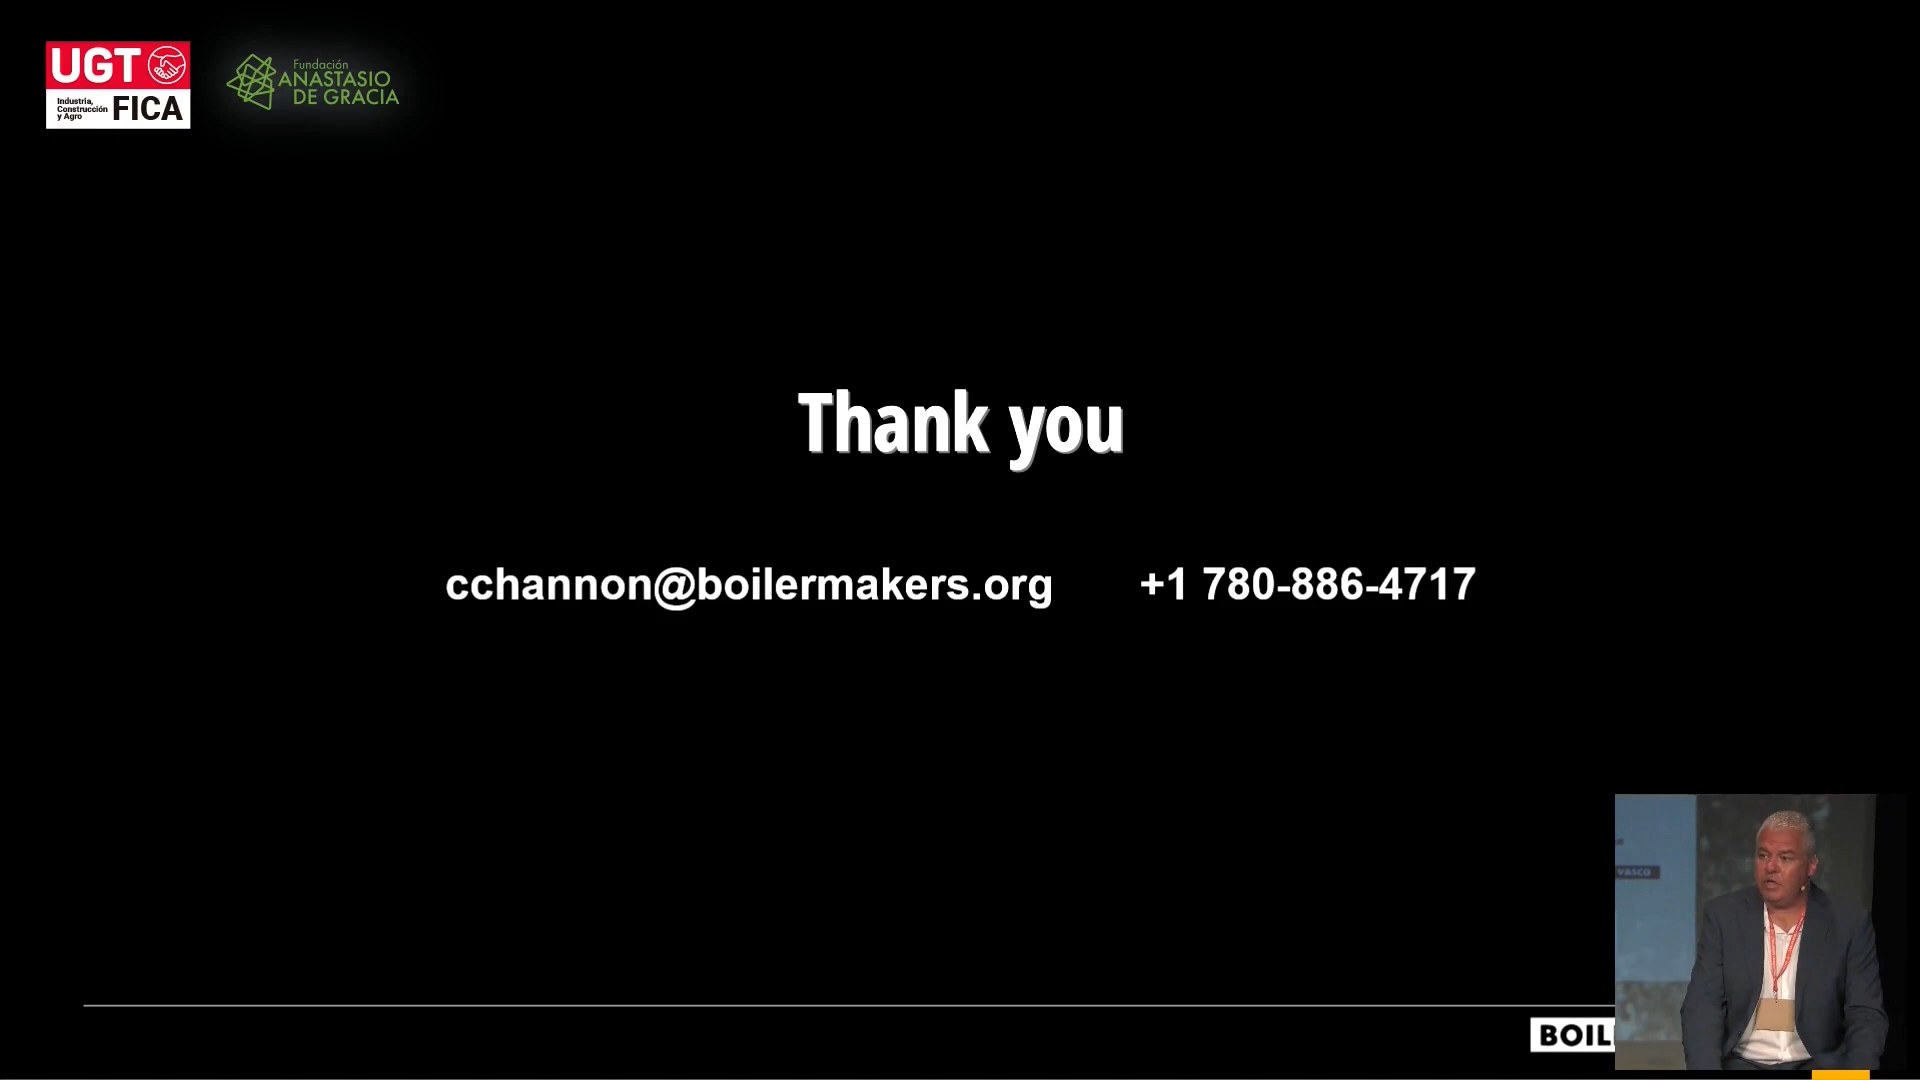 UGT
Industria,
Construcción
y Agro
FICA
Fundación
ANASTASIO
DE GRACIA
Thank you
cchannon@boilermakers.org +1 780-886-4717
VASCO
BOIL